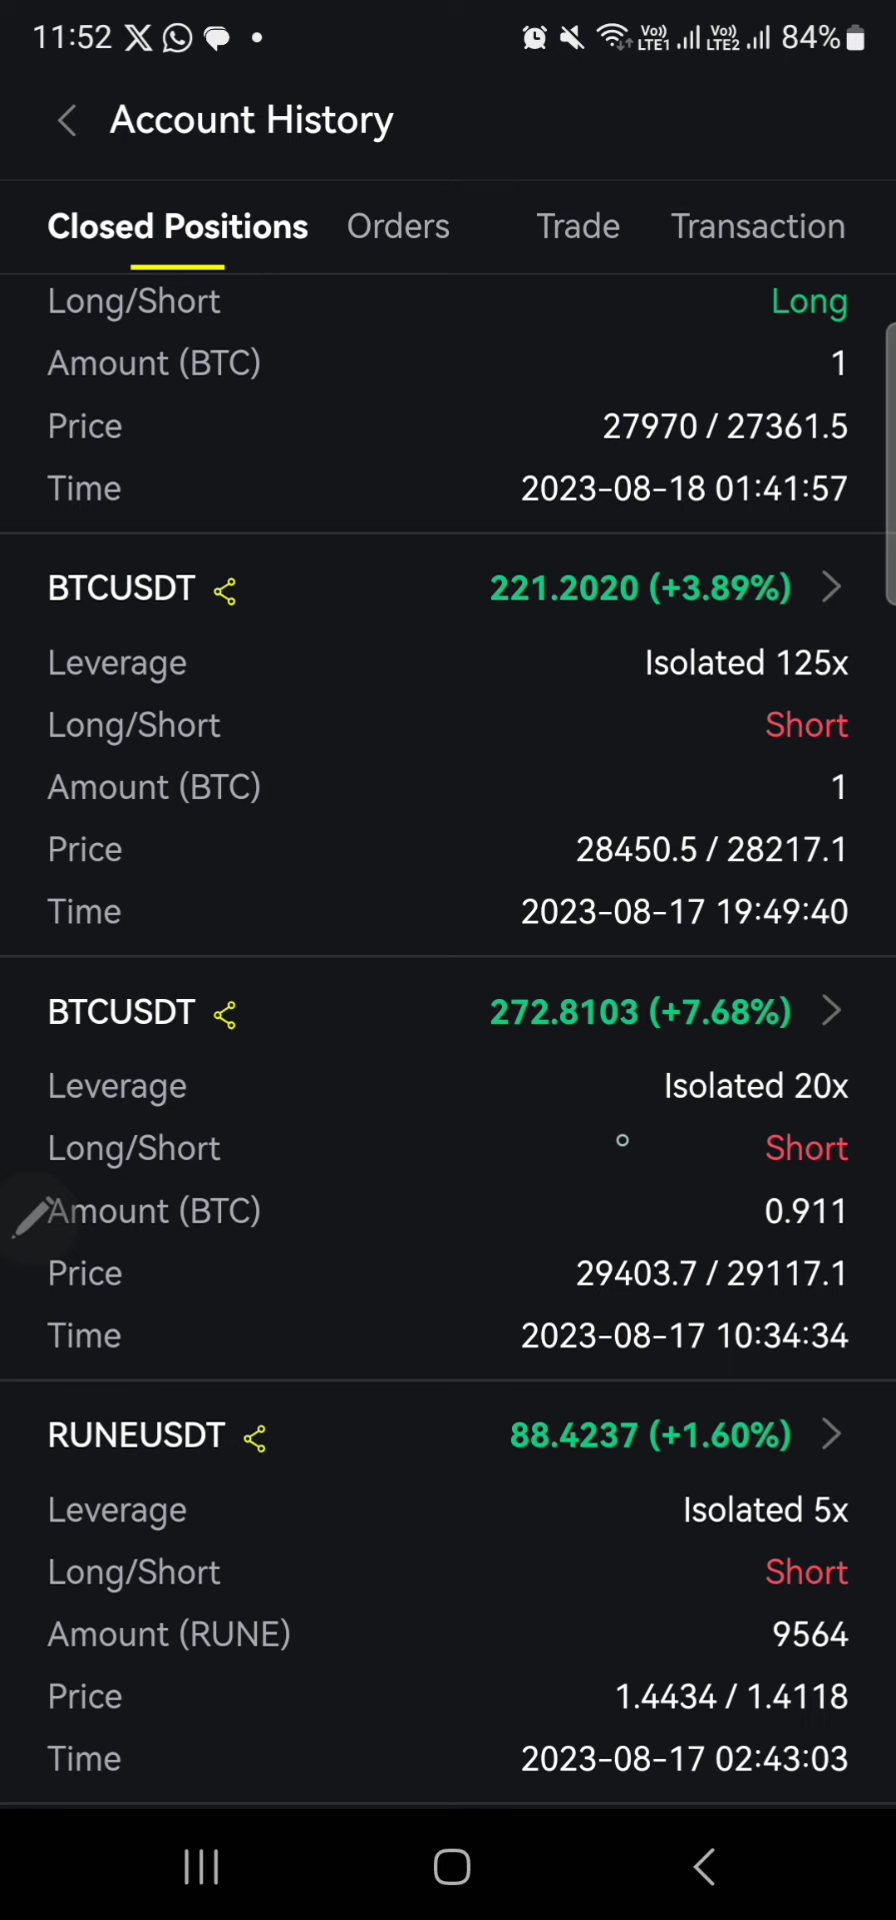 11:52 Vo)) LTE1 Vo)) LTE2 84%
Account History
Closed Positions Orders Trade Transaction
Long/Short Long
Amount (BTC) 1
Price 27970 / 27361.5
Time 2023-08-18 01:41:57
BTCUSDT 221.2020 (+3.89%)
Leverage Isolated 125x
Long/Short Short
Amount (BTC) 1
Price 28450.5 / 28217.1
Time 2023-08-17 19:49:40
BTCUSDT 272.8103 (+7.68%)
Leverage Isolated 20x
Long/Short Short
Amount (BTC) 0.911
Price 29403.7 / 29117.1
Time 2023-08-17 10:34:34
RUNEUSDT 88.4237 (+1.60%)
Leverage Isolated 5x
Long/Short Short
Amount (RUNE) 9564
Price 1.4434 / 1.4118
Time 2023-08-17 02:43:03